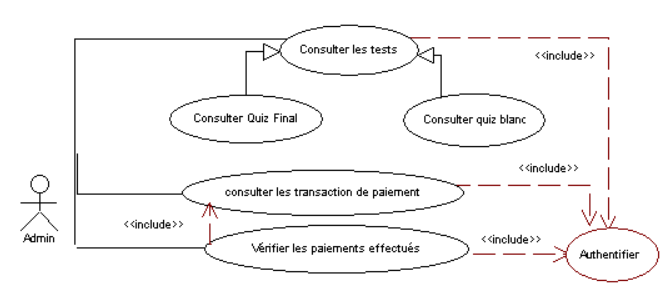 Consulter les tests
<<include>>
Consulter Quiz Final
Consulter quiz blanc
<<include>>
consulter les transaction de paiement
<<include>>
Admin
Vérifier les paiements effectués
<<include>>
Authentifier